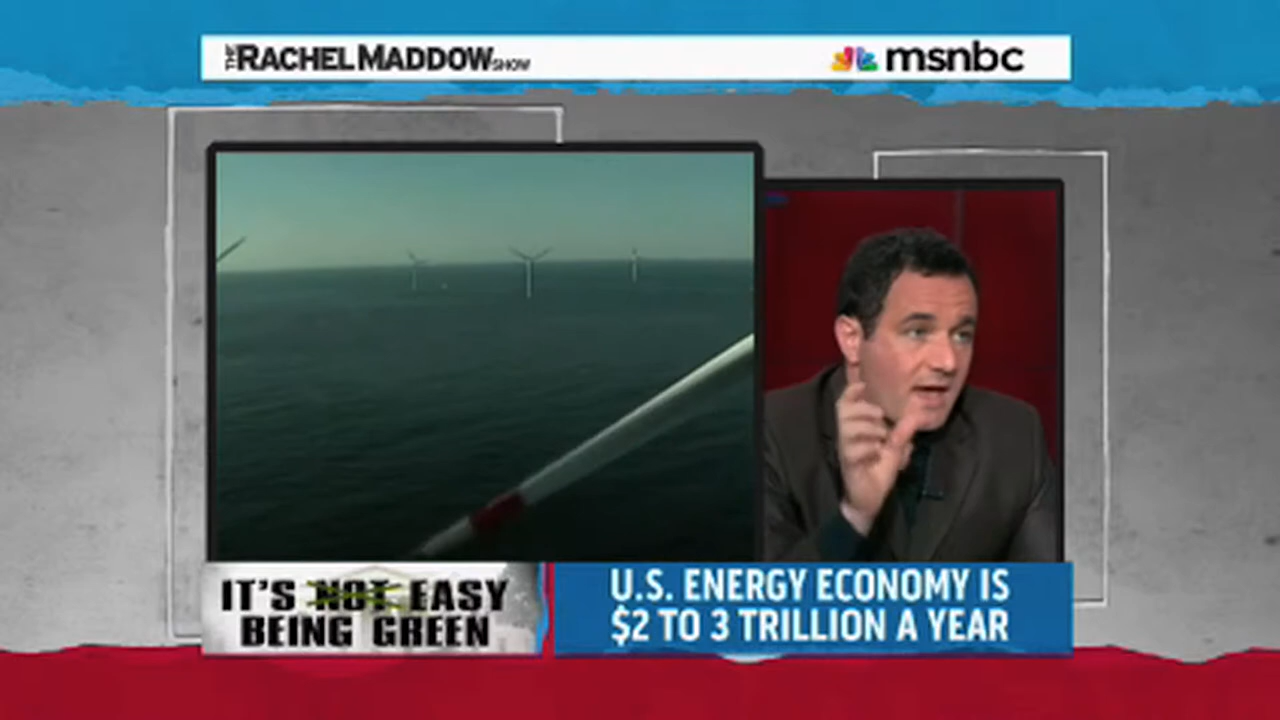 THE RACHEL MADDOW SHOW
msnbc
IT'S NOT EASY
BEING GREEN
U.S. ENERGY ECONOMY IS
$2 TO 3 TRILLION A YEAR